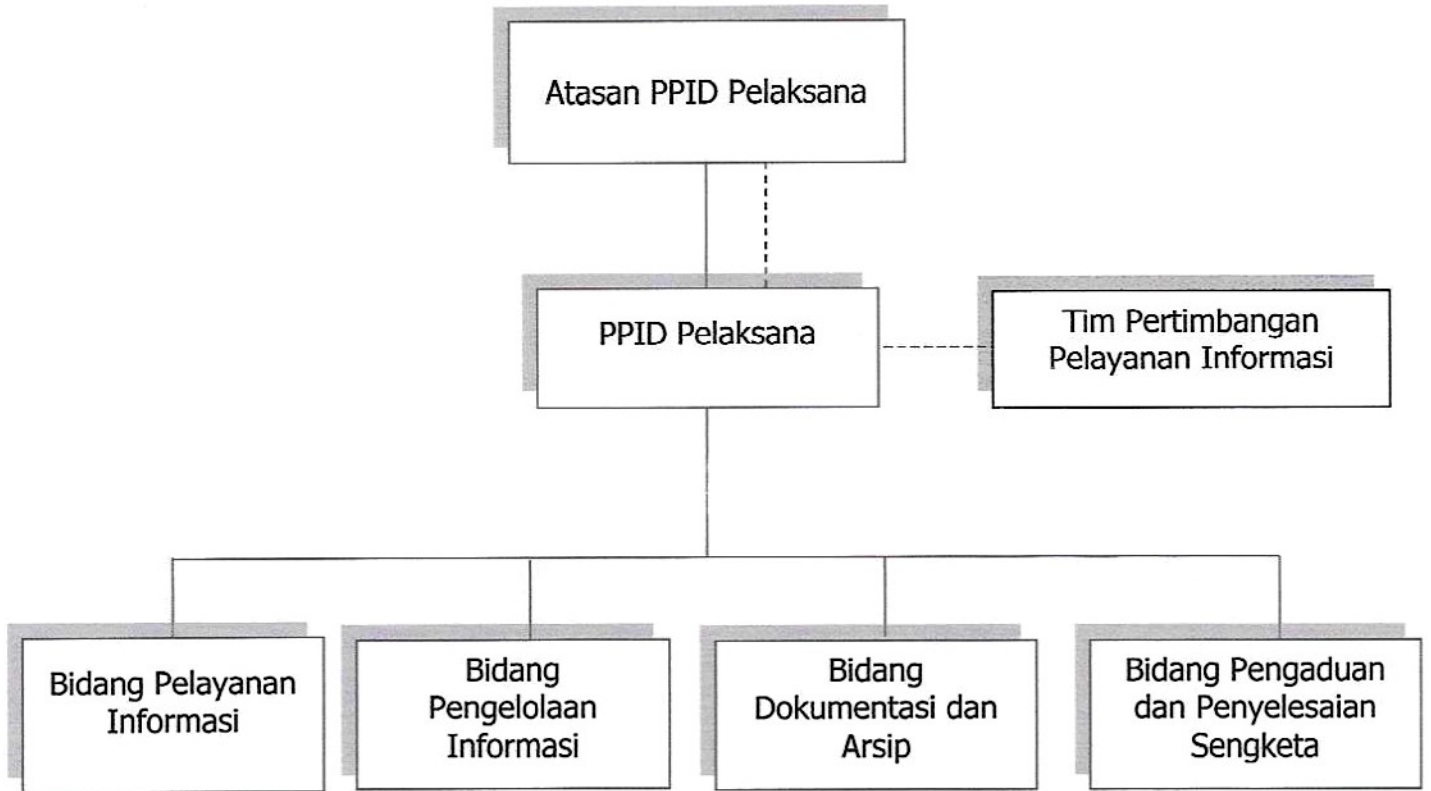 Atasan PPID Pelaksana
PPID Pelaksana
Tim Pertimbangan
Pelayanan Informasi
Bidang Pelayanan
Informasi
Bidang
Pengelolaan
Informasi
Bidang
Dokumentasi dan
Arsip
Bidang Pengaduan
dan Penyelesaian
Sengketa